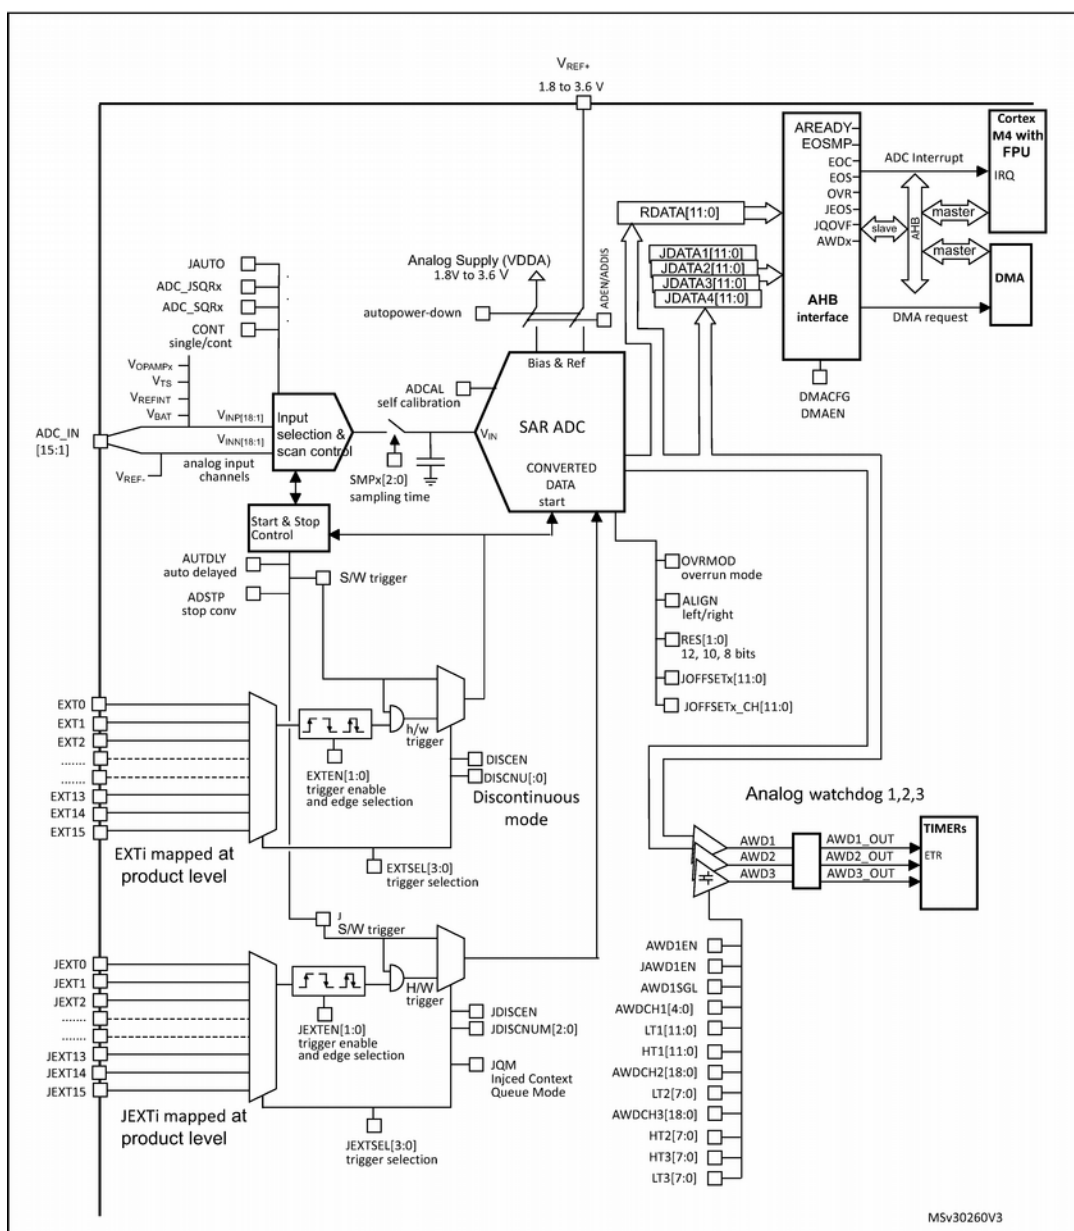 VREF+
1.8 to 3.6 V
Cortex
M4 with
FPU
IRQ
AREADY
EOSMP
EOC
EOS
OVR
JEOS
JQOVF
AWDx
ADC Interrupt
slave
AHB
master
master
DMA
DMA request
AHB
interface
DMACFG
DMAEN
RDATA[11:0]
JDATA1[11:0]
JDATA2[11:0]
JDATA3[11:0]
JDATA4[11:0]
JAUTO
ADC_JSQRx
ADC_SQRx
CONT
single/cont
Analog Supply (VDDA)
1.8V to 3.6 V
autopower-down
ADEN/ADDIS
Bias & Ref
ADCAL
self calibration
VOPAMPx
VTS
VREFINT
VBAT
ADC_IN
[15:1]
VINP[18:1]
VINN[18:1]
analog input
channels
VREF-
Input
selection &
scan control
SMPx[2:0]
sampling time
VIN
SAR ADC
CONVERTED
DATA
start
Start & Stop
Control
AUTDLY
auto delayed
ADSTP
stop conv
S/W trigger
OVRMOD
overrun mode
ALIGN
left/right
RES[1:0]
12, 10, 8 bits
JOFFSETx[11:0]
JOFFSETx_CH[11:0]
EXT0
EXT1
EXT2
.......
.......
EXT13
EXT14
EXT15
EXTi mapped at
product level
h/w
trigger
EXTEN[1:0]
trigger enable
and edge selection
DISCEN
DISCNU[:0]
Discontinuous
mode
EXTSEL[3:0]
trigger selection
Analog watchdog 1,2,3
AWD1
AWD2
AWD3
AWD1_OUT
AWD2_OUT
AWD3_OUT
TIMERs
ETR
J
S/W trigger
JEXT0
JEXT1
JEXT2
.......
.......
JEXT13
JEXT14
JEXT15
JEXTi mapped at
product level
H/W
trigger
JEXTEN[1:0]
trigger enable
and edge selection
JDISCEN
JDISCNUM[2:0]
JQM
Injced Context
Queue Mode
JEXTSEL[3:0]
trigger selection
AWD1EN
JAWD1EN
AWD1SGL
AWDCH1[4:0]
LT1[11:0]
HT1[11:0]
AWDCH2[18:0]
LT2[7:0]
AWDCH3[18:0]
HT2[7:0]
HT3[7:0]
LT3[7:0]
MSv30260V3